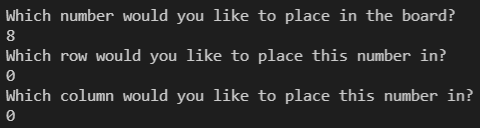 Which number would you like to place in the board?
8
Which row would you like to place this number in?
0
Which column would you like to place this number in?
0